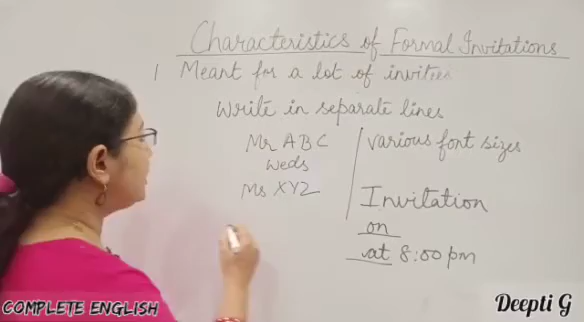 Characteristics of Formal Invitations
1 Meant for a lot of invitees
Write in separate lines
Mr ABC
weds
Ms XYZ
various font sizes
Invitation
on
at 8:00 pm
COMPLETE ENGLISH
Deepti G